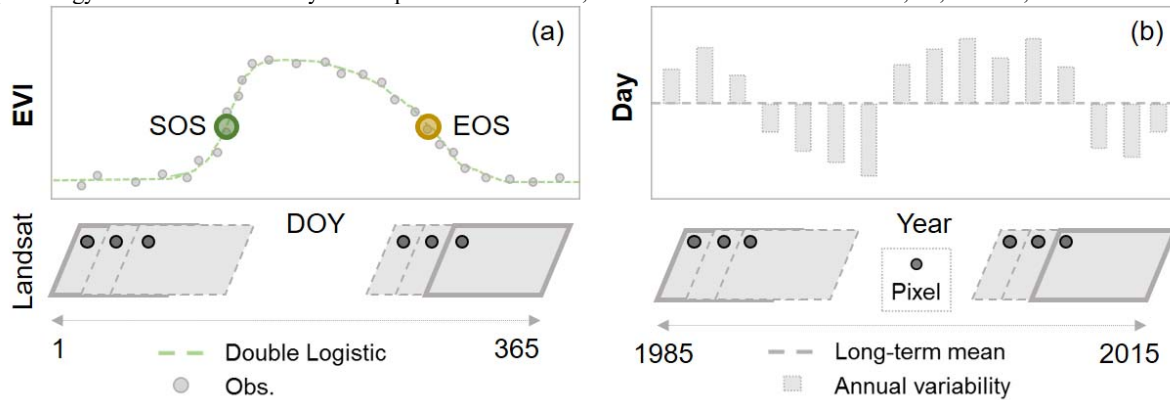 (a)
EVI
SOS
EOS
DOY
Landsat
1
365
Double Logistic
Obs.
(b)
Day
Year
Pixel
1985
2015
Long-term mean
Annual variability